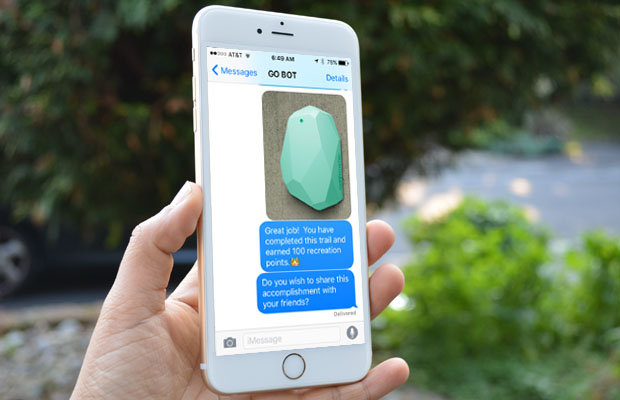 AT&T 6:49 AM 78%
Messages GO BOT Details
Great job! You have
completed this trail and
earned 100 recreation
points.
Do you wish to share this
accomplishment with
your friends?
Delivered
iMessage